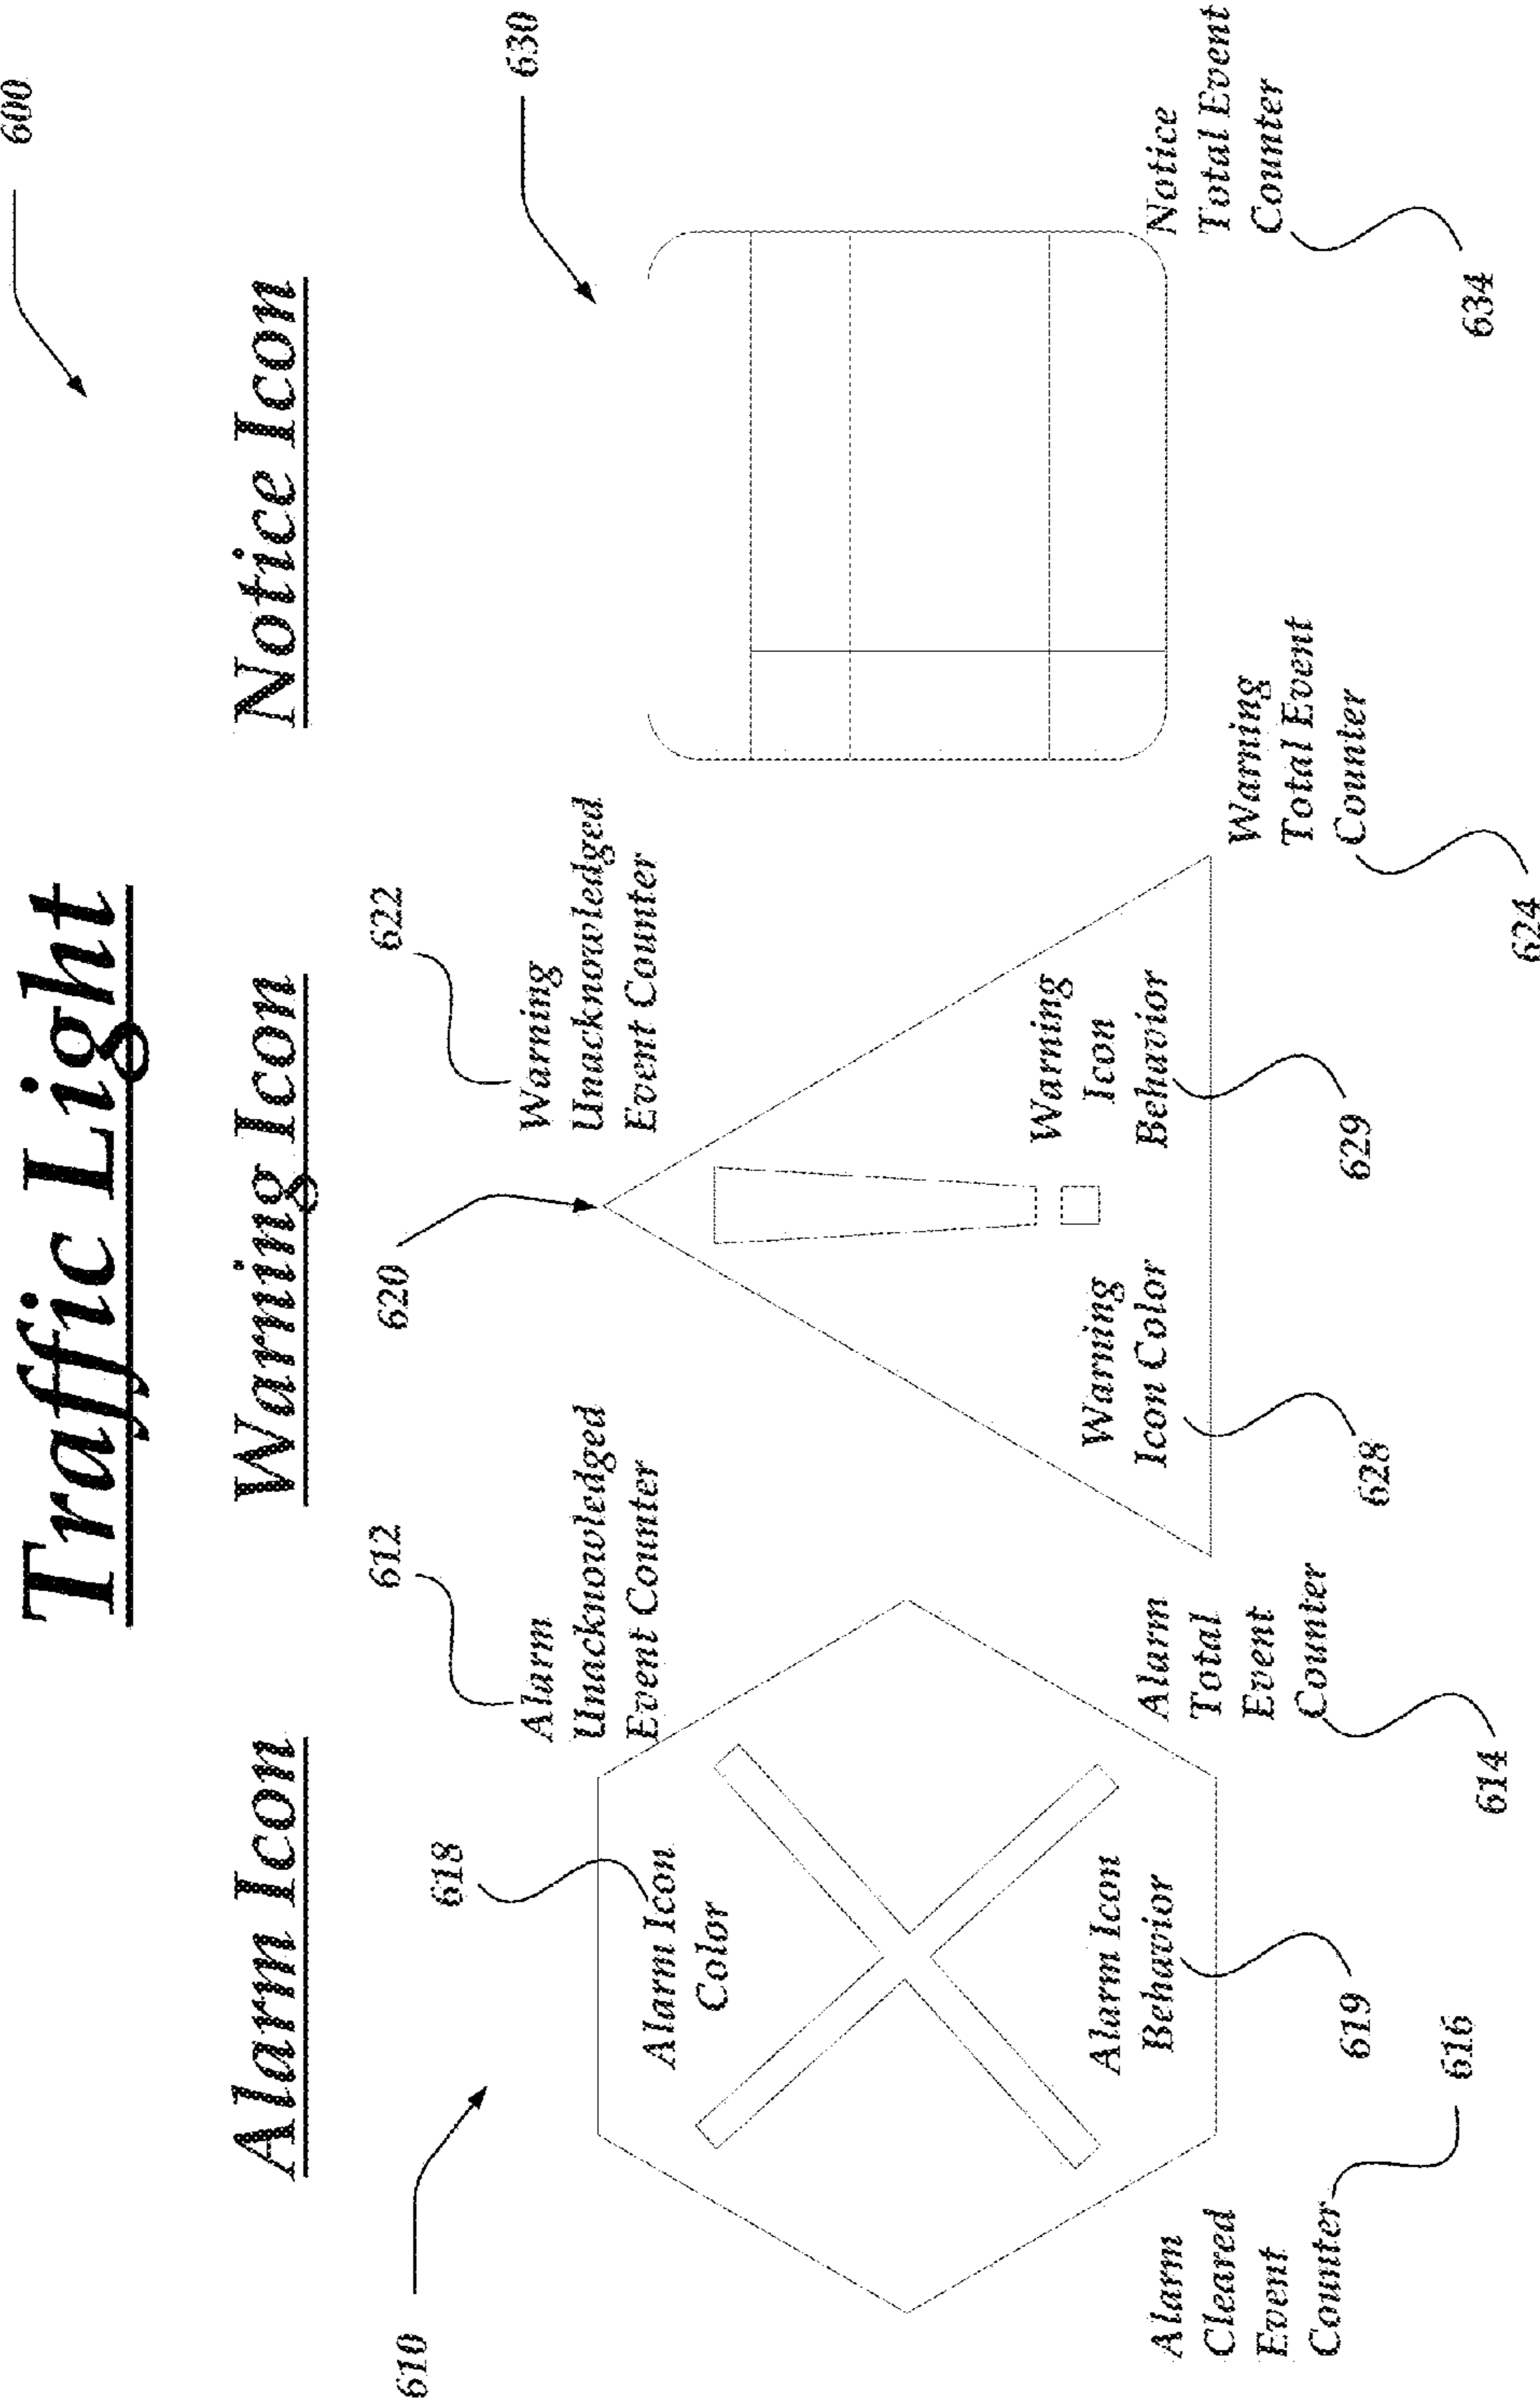 600
Traffic Light
Alarm Icon
Warning Icon
Notice Icon
610
618
Alarm Icon
Color
612
Alarm
Unacknowledged
Event Counter
Alarm Icon
Behavior
619
Alarm
Cleared
Event
Counter
616
Alarm
Total
Event
Counter
614
620
622
Warning
Unacknowledged
Event Counter
Warning
Icon Color
628
Warning
Icon
Behavior
629
Warning
Total Event
Counter
624
630
Notice
Total Event
Counter
634